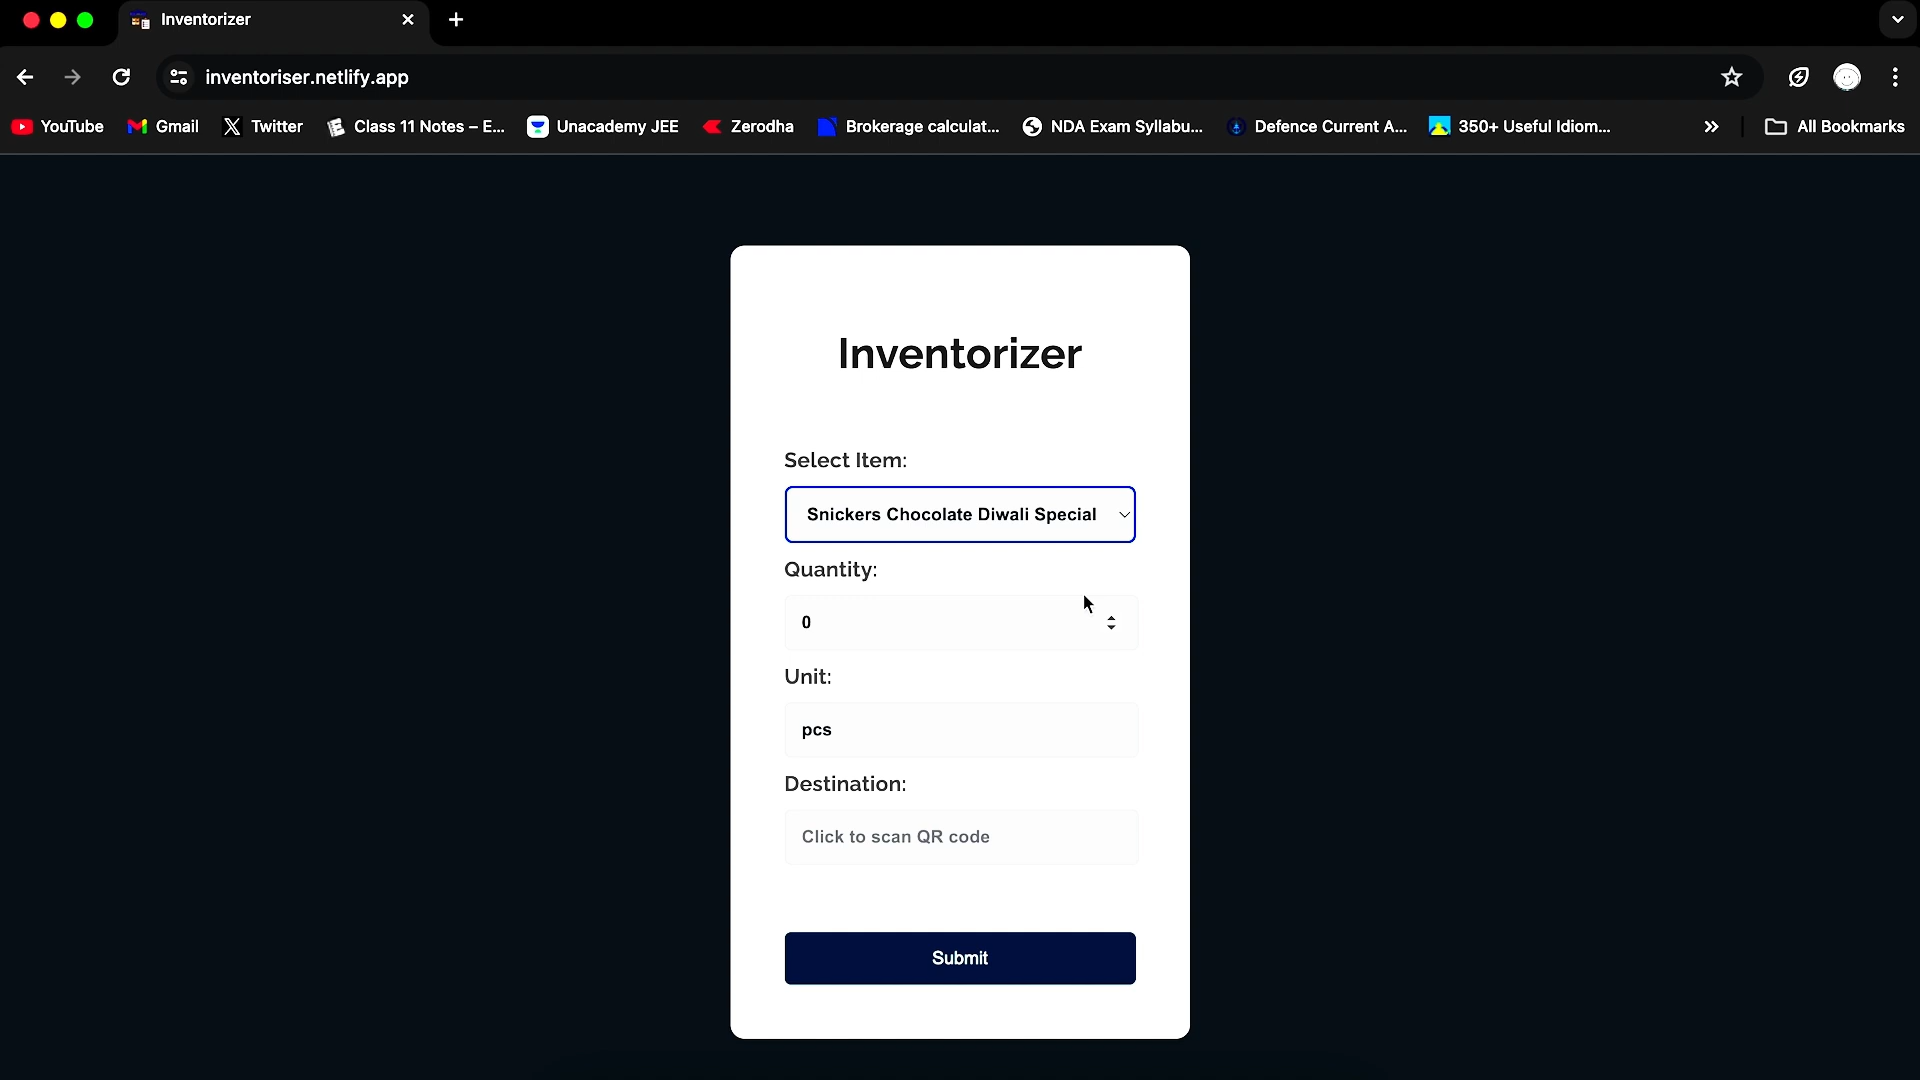 Inventorizer
inventoriser.netlify.app
YouTube Gmail Twitter Class 11 Notes – E... Unacademy JEE Zerodha Brokerage calculat... NDA Exam Syllabu... Defence Current A... 350+ Useful Idiom... All Bookmarks
Inventorizer
Select Item:
Snickers Chocolate Diwali Special
Quantity:
0
Unit:
pcs
Destination:
Click to scan QR code
Submit